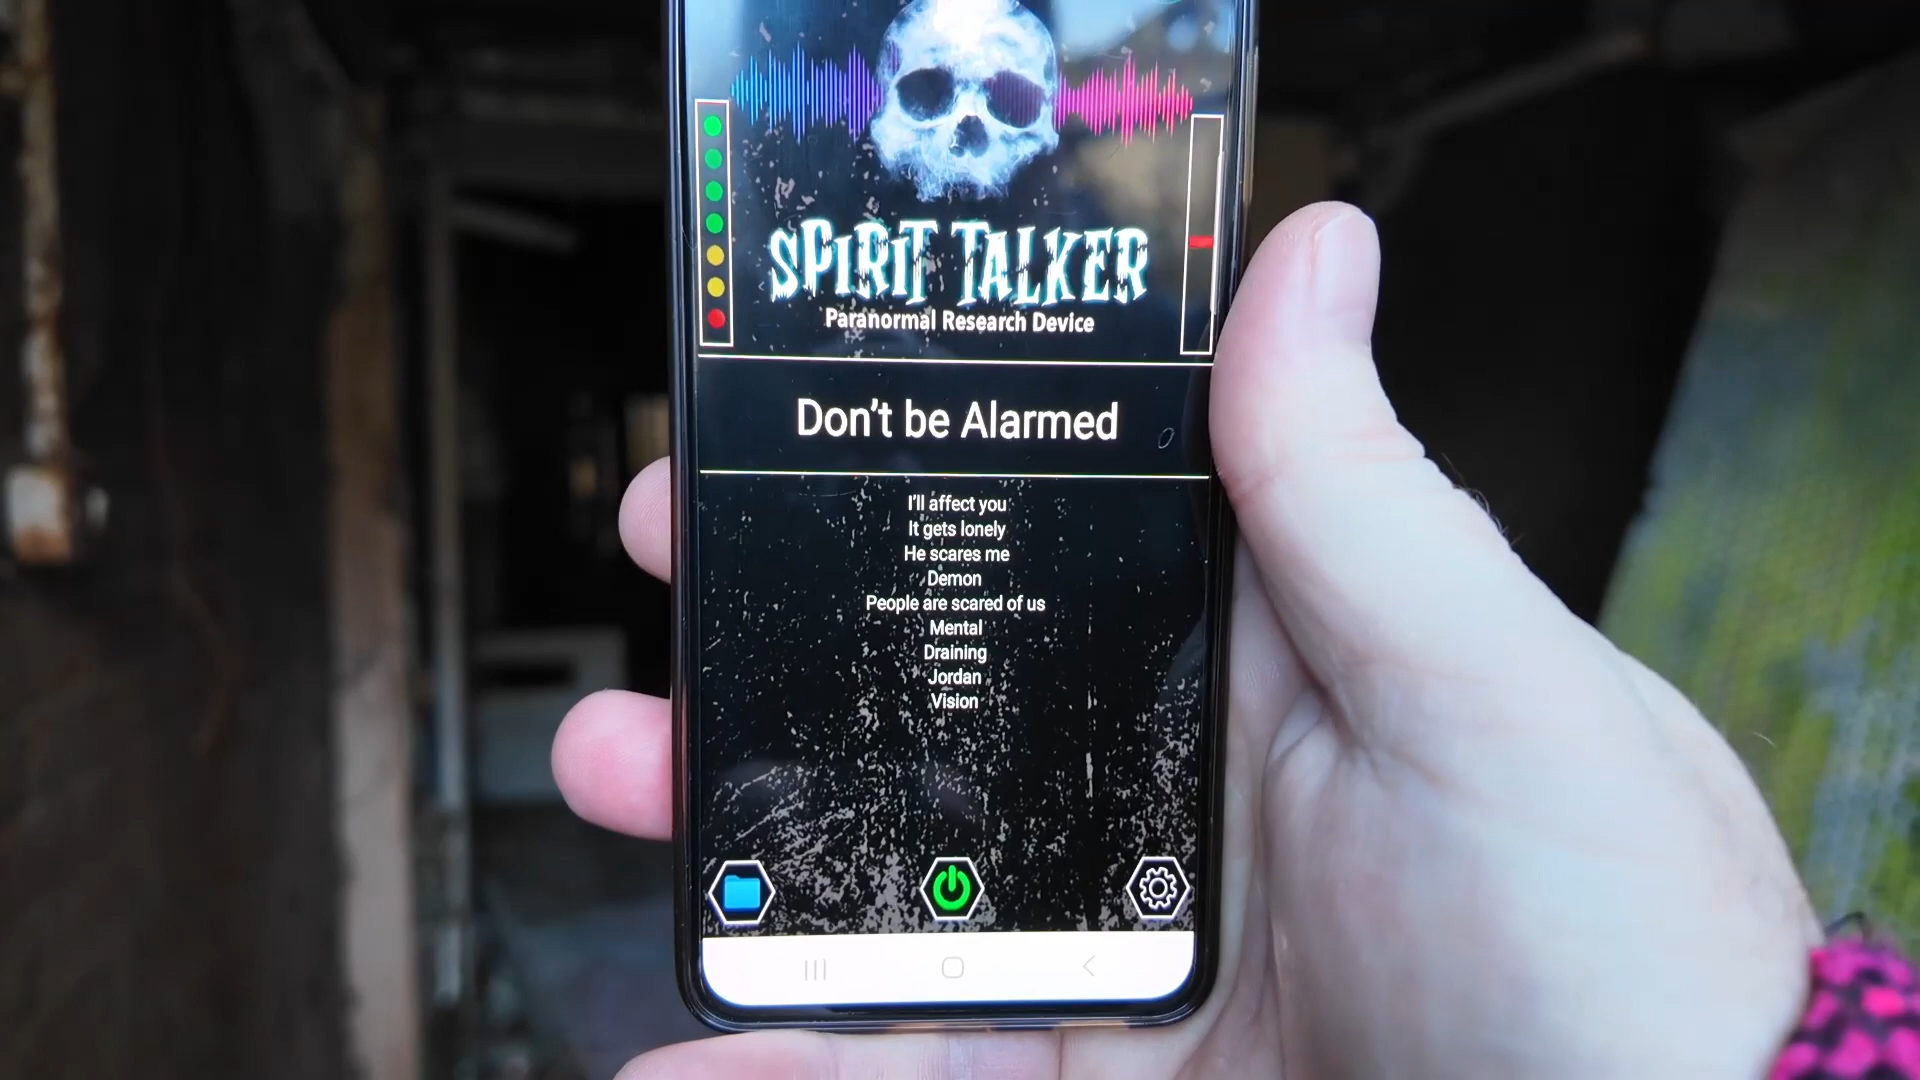 SPIRIT TALKER
Paranormal Research Device
Don't be Alarmed
I'll affect you
It gets lonely
He scares me
Demon
People are scared of us
Mental
Draining
Jordan
Vision